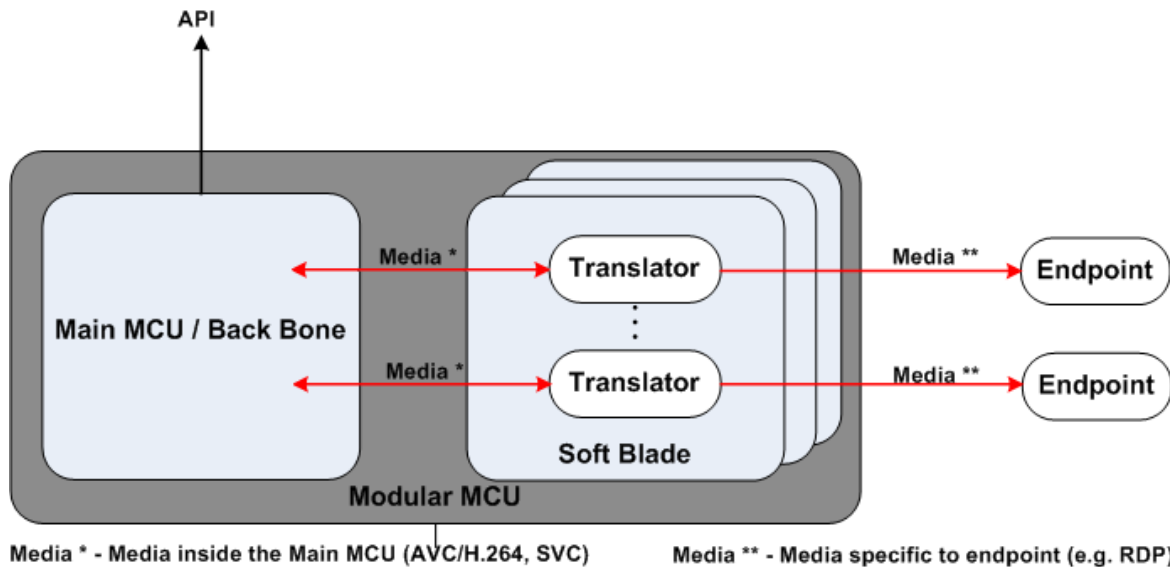 API
Media *
Translator
Media **
Endpoint
Main MCU / Back Bone
Media *
Translator
Media **
Endpoint
Soft Blade
Modular MCU
Media * - Media inside the Main MCU (AVC/H.264, SVC)
Media ** - Media specific to endpoint (e.g. RDP)